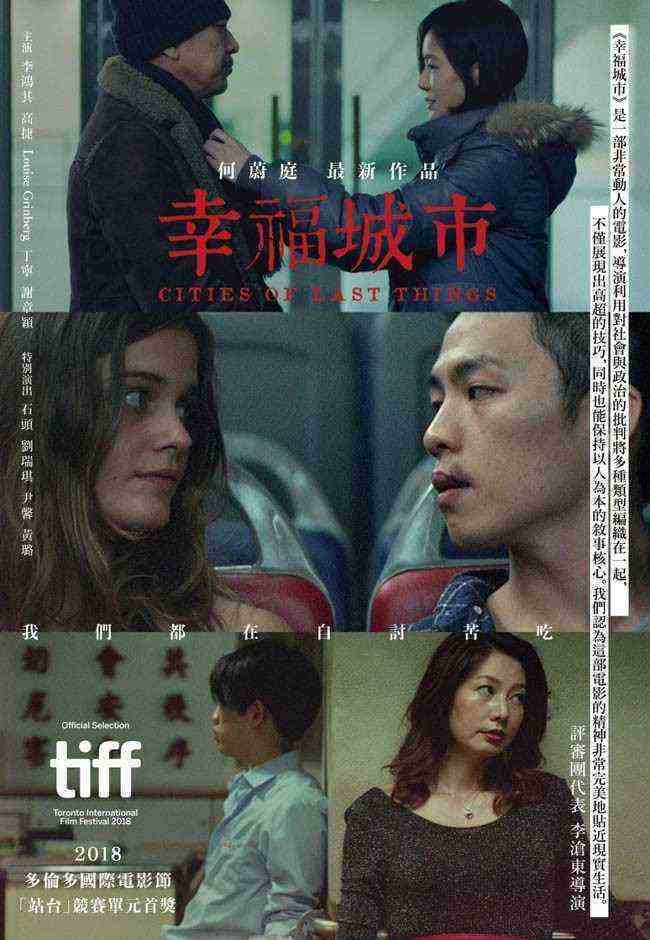 主演 李鴻其 高捷 Louise Grinberg 丁寧 謝章穎 特別演出 石頭 劉瑞琪 尹馨 黃璐
何蔚庭 最新作品
幸福城市
CITIES OF LAST THINGS
《幸福城市》是一部非常動人的電影,導演利用對社會與政治的批判將多種類型編織在一起,
不僅展現出高超的技巧,同時也能保持以人為本的敘事核心。我們認為這部電影的精神非常完美地貼近現實生活。
評審團代表 李滄東導演
我們都在自討苦吃
秩序
會安
Official Selection
tiff
Toronto International
Film Festival 2018
2018
多倫多國際電影節
「站台」競賽單元首獎